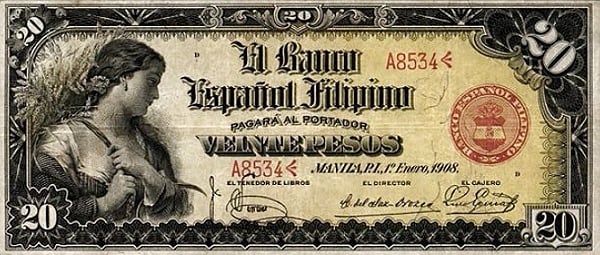 20
20 20
El Banco A8534
Español Filipino
PAGARÁ AL PORTADOR
BANCO ESPAÑOL FILIPINO
VEINTE PESOS
A8534 MANILA, P.I., 1º Enero, 1908.
D D
EL TENEDOR DE LIBROS EL DIRECTOR EL CAJERO
20 20